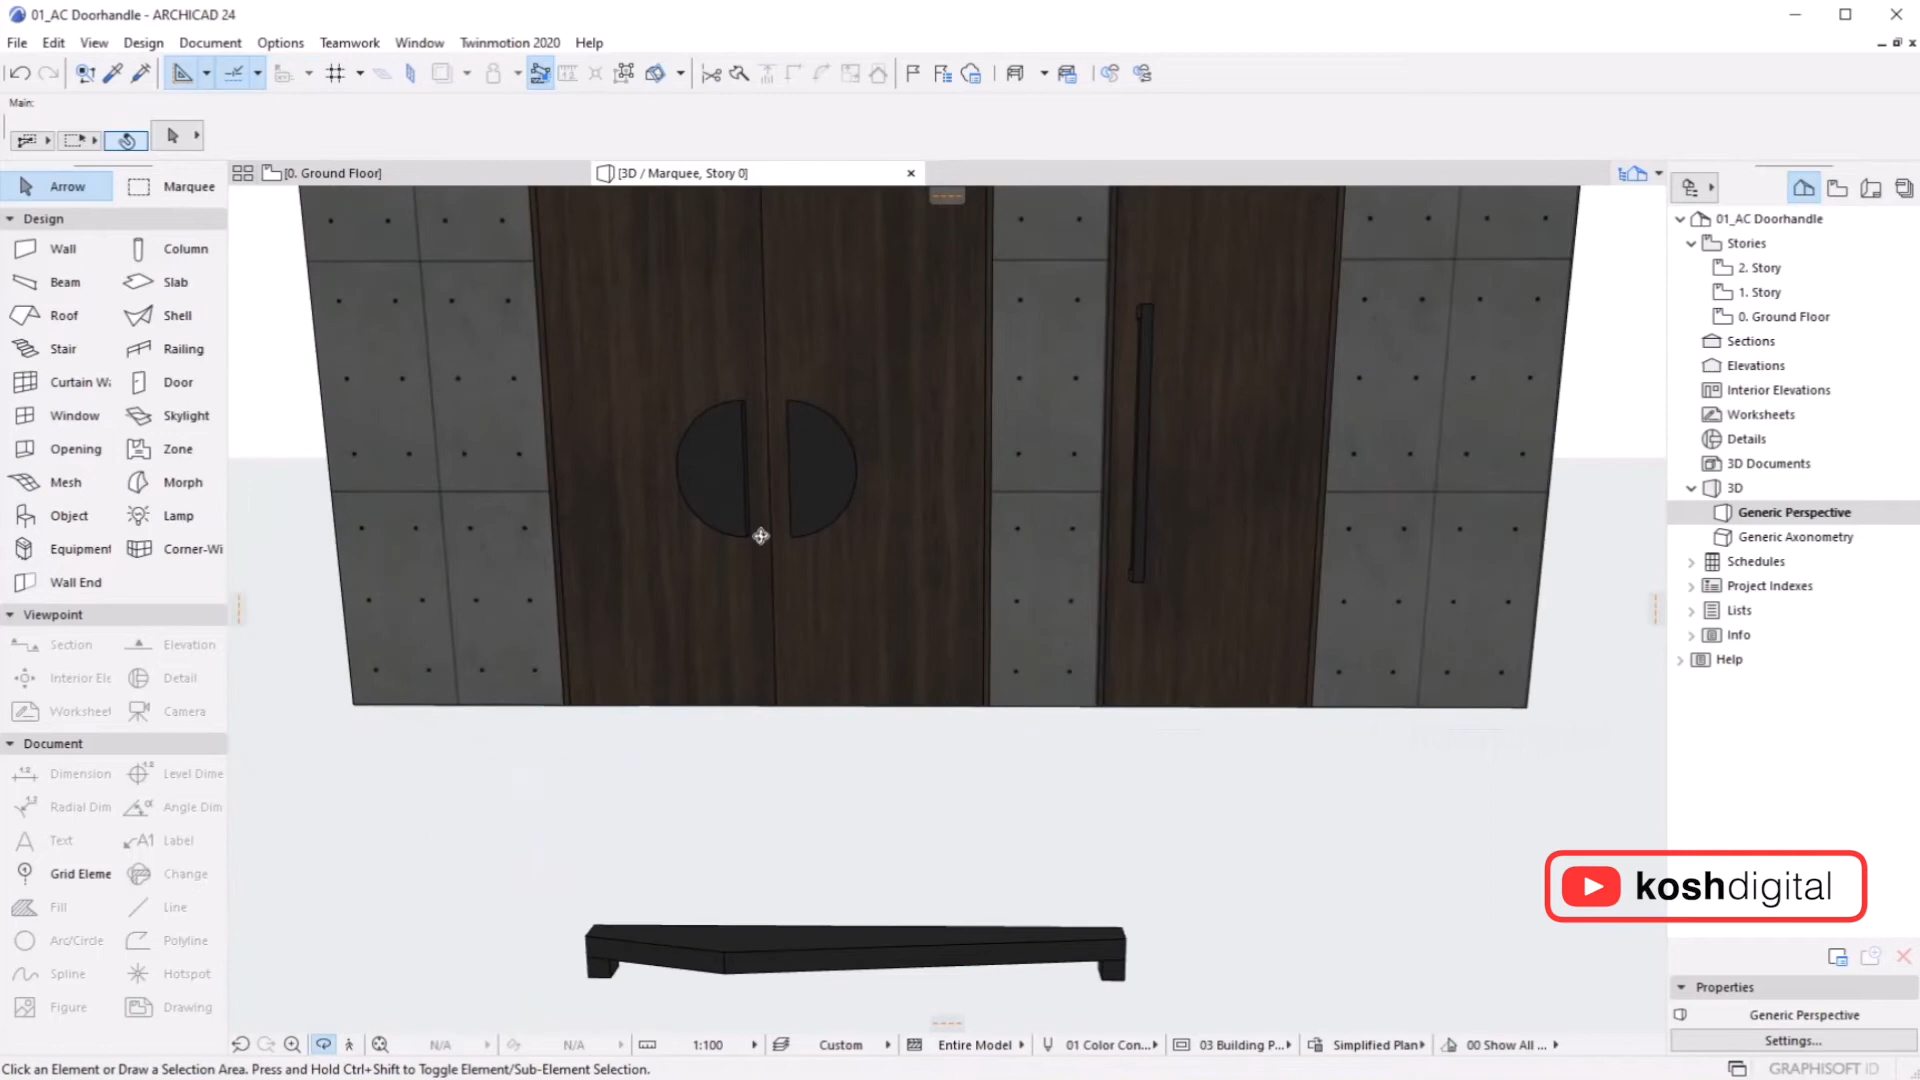 01_AC Doorhandle - ARCHICAD 24
File Edit View Design Document Options Teamwork Window Twinmotion 2020 Help
Main:
[0. Ground Floor]
[3D / Marquee, Story 0]
Arrow Marquee
Design
Wall Column
Beam Slab
Roof Shell
Stair Railing
Curtain Wa Door
Window Skylight
Opening Zone
Mesh Morph
Object Lamp
Equipment Corner-Wi
Wall End
Viewpoint
Section Elevation
Interior Ele Detail
Worksheet Camera
Document
Dimension Level Dime
Radial Dim Angle Dim
Text A1 Label
Grid Eleme Change
Fill Line
Arc/Circle Polyline
Spline Hotspot
Figure Drawing
01_AC Doorhandle
Stories
2. Story
1. Story
0. Ground Floor
Sections
Elevations
Interior Elevations
Worksheets
Details
3D Documents
3D
Generic Perspective
Generic Axonometry
Schedules
Project Indexes
Lists
Info
Help
koshdigital
Properties
Generic Perspective
Settings...
N/A N/A 1:100 Custom Entire Model 01 Color Con... 03 Building P... Simplified Plan 00 Show All ...
Click an Element or Draw a Selection Area. Press and Hold Ctrl+Shift to Toggle Element/Sub-Element Selection.
GRAPHISOFT ID